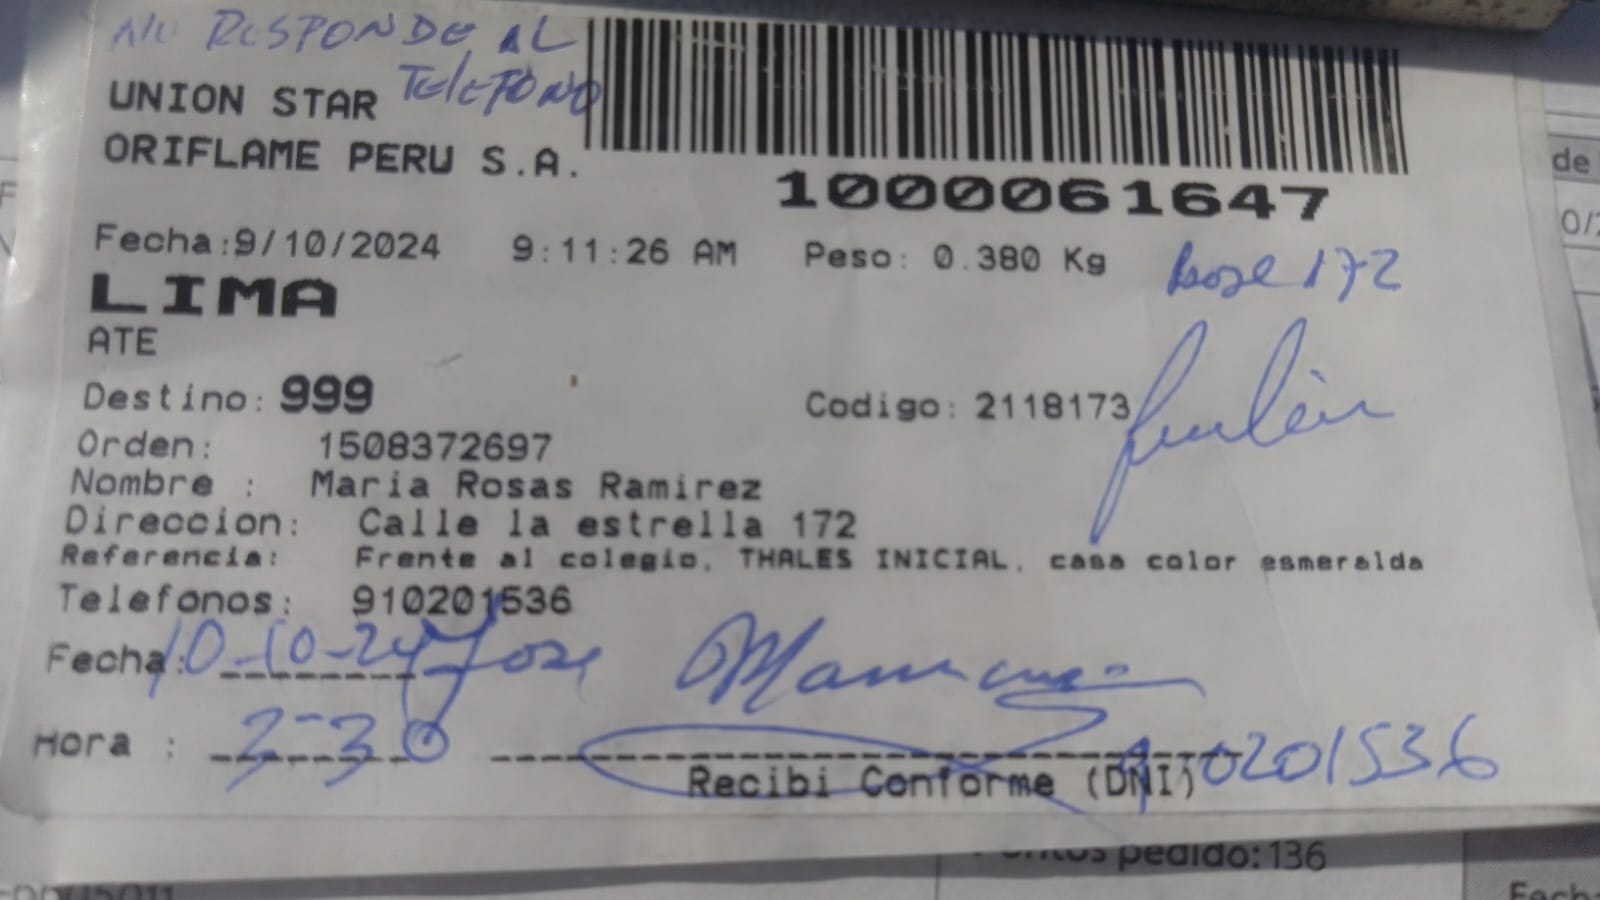 NO RESPONDE AL
TELEFONO
UNION STAR
ORIFLAME PERU S.A.
1000061647
Fecha:9/10/2024 9:11:26 AM Peso: 0.380 Kg
LIMA
ATE
Destino: 999 Codigo: 2118173
Orden: 1508372697
Nombre : Maria Rosas Ramirez
Direccion: Calle la estrella 172
Referencia: Frente al colegio, THALES INICIAL, casa color esmeralda
Telefonos: 910201536
Fecha: 10-10-24 Jose
Hora : 3-30
Recibi Conforme (DNI) 910201536
Puntos pedido: 136